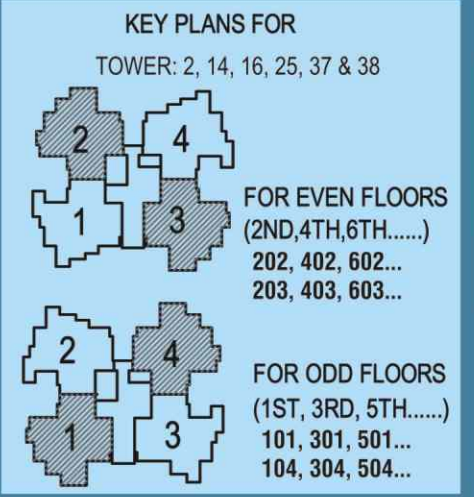 KEY PLANS FOR
TOWER: 2, 14, 16, 25, 37 & 38
2
4
1
3
FOR EVEN FLOORS
(2ND,4TH,6TH......)
202, 402, 602...
203, 403, 603...
2
4
1
3
FOR ODD FLOORS
(1ST, 3RD, 5TH......)
101, 301, 501...
104, 304, 504...